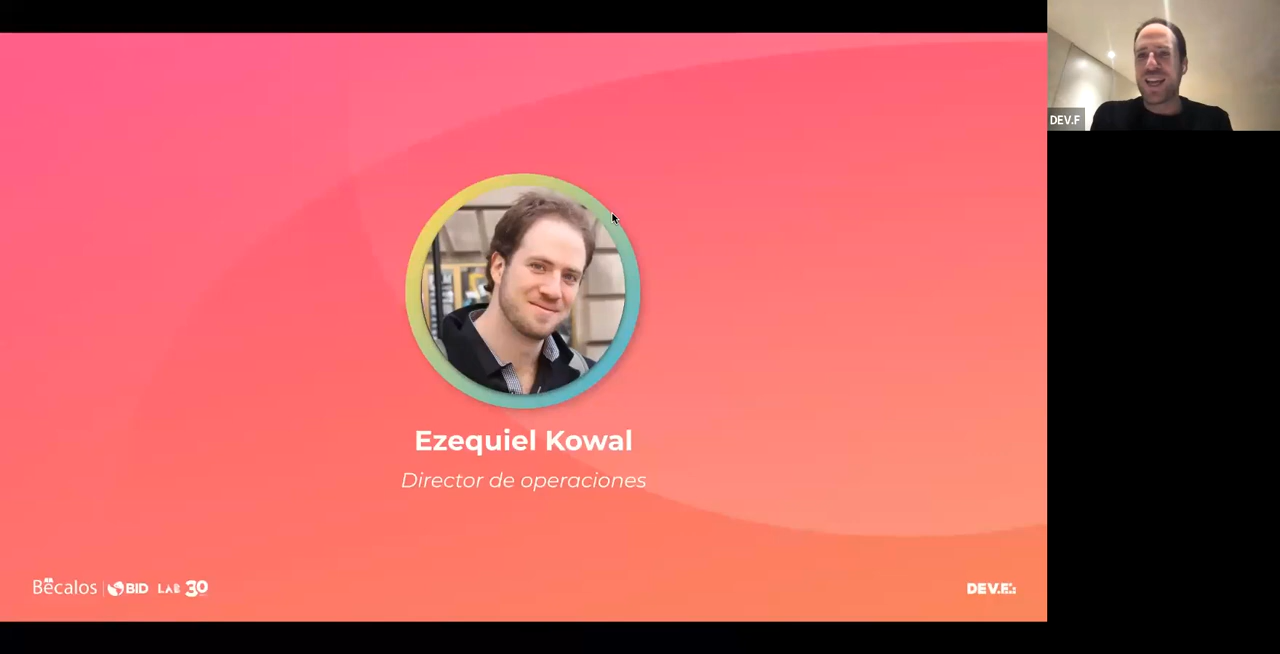 DEV.F
Ezequiel Kowal
Director de operaciones
Bécalos BID LAB 30
DEV.F